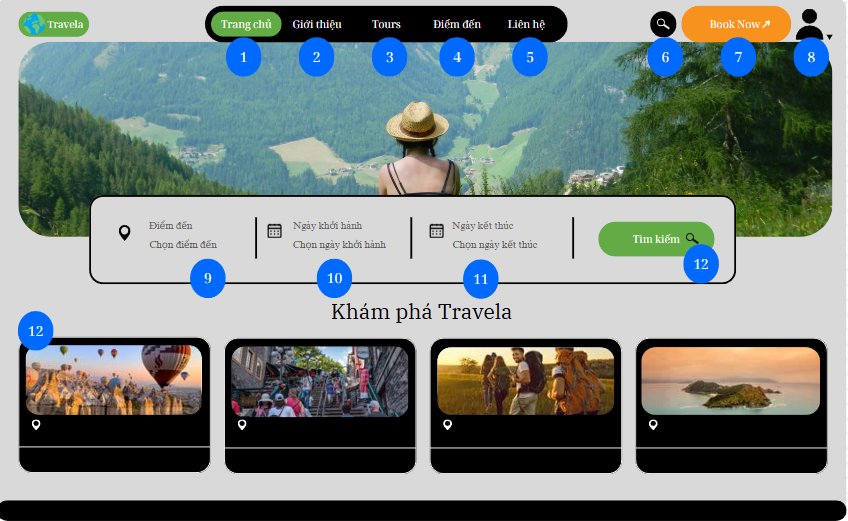 Travela
Trang chủ
Giới thiệu
Tours
Điểm đến
Liên hệ
Book Now
1
2
3
4
5
6
7
8
Điểm đến
Chọn điểm đến
Ngày khởi hành
Chọn ngày khởi hành
Ngày kết thúc
Chọn ngày kết thúc
Tìm kiếm
9
10
11
12
Khám phá Travela
12